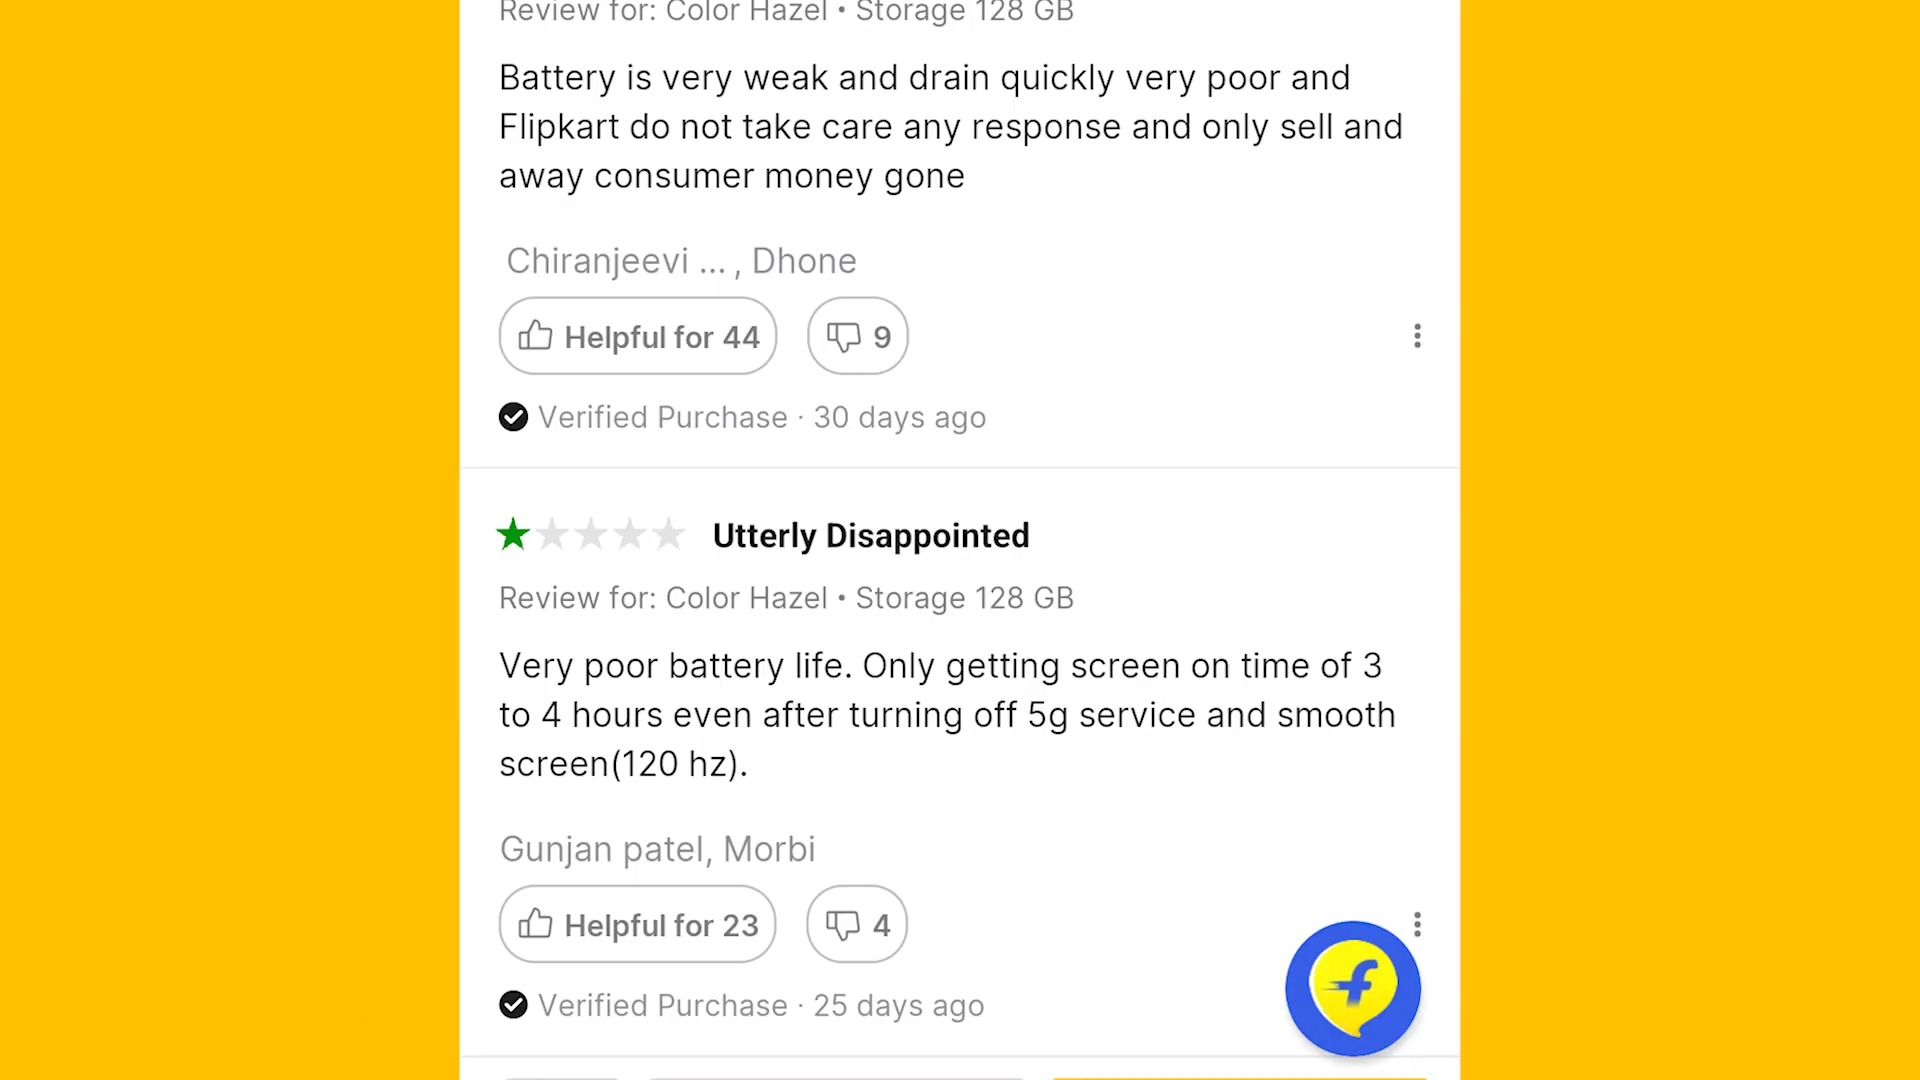 Review for: Color Hazel • Storage 128 GB
Battery is very weak and drain quickly very poor and
Flipkart do not take care any response and only sell and
away consumer money gone
Chiranjeevi ... , Dhone
Helpful for 44 9
Verified Purchase · 30 days ago
Utterly Disappointed
Review for: Color Hazel • Storage 128 GB
Very poor battery life. Only getting screen on time of 3
to 4 hours even after turning off 5g service and smooth
screen(120 hz).
Gunjan patel, Morbi
Helpful for 23 4
f
Verified Purchase · 25 days ago